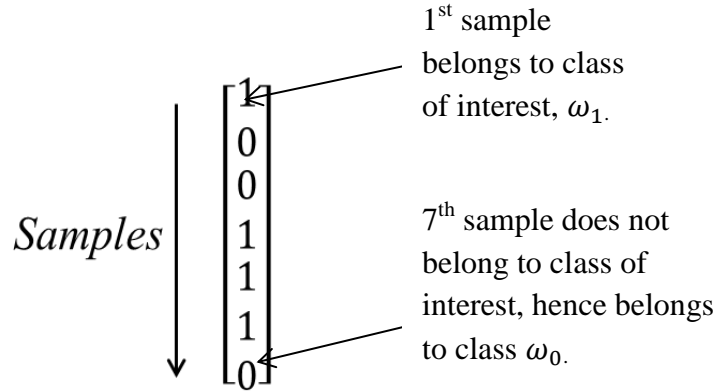 1st sample
belongs to class
of interest, ω₁.
1
0
0
1
1
1
0
Samples
7th sample does not
belong to class of
interest, hence belongs
to class ω₀.